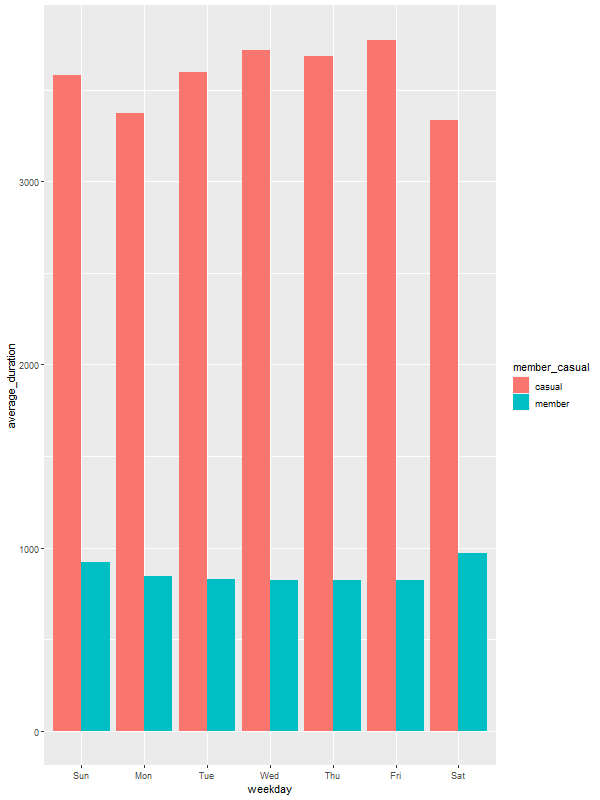 average_duration
3000
2000
1000
0
Sun Mon Tue Wed Thu Fri Sat
weekday
member_casual
casual
member